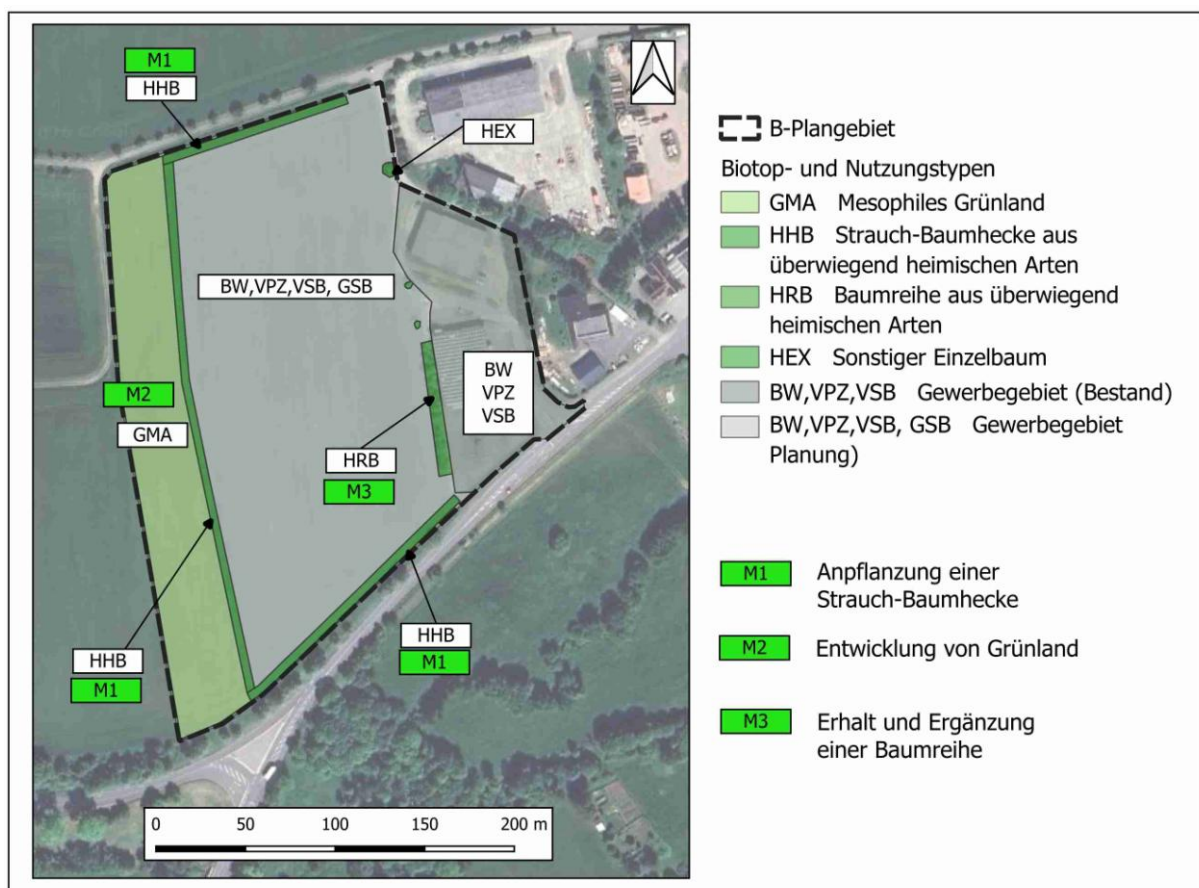 M1
HHB
HEX
BW,VPZ,VSB, GSB
BW
VPZ
VSB
M2
GMA
HRB
M3
HHB
M1
HHB
M1
0 50 100 150 200 m
B-Plangebiet
Biotop- und Nutzungstypen
GMA Mesophiles Grünland
HHB Strauch-Baumhecke aus
überwiegend heimischen Arten
HRB Baumreihe aus überwiegend
heimischen Arten
HEX Sonstiger Einzelbaum
BW,VPZ,VSB Gewerbegebiet (Bestand)
BW,VPZ,VSB, GSB Gewerbegebiet
Planung)
M1 Anpflanzung einer
Strauch-Baumhecke
M2 Entwicklung von Grünland
M3 Erhalt und Ergänzung
einer Baumreihe